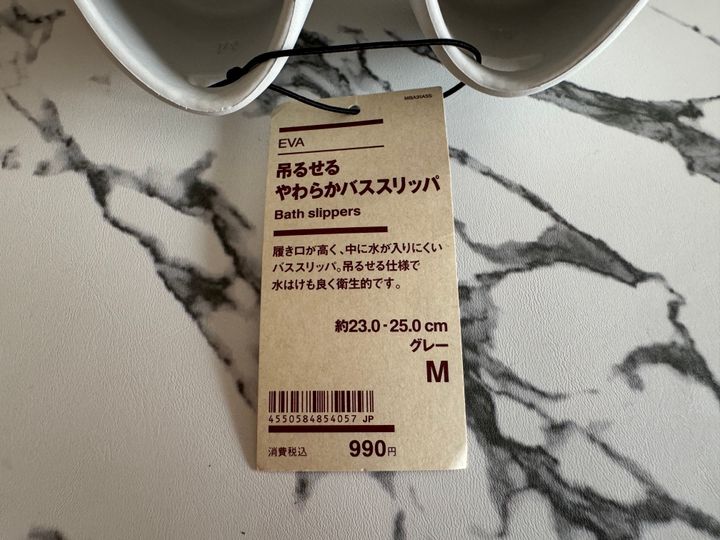 MBA21A5S
EVA
吊るせる
やわらかバススリッパ
Bath slippers
履き口が高く、中に水が入りにくい
バススリッパ。吊るせる仕様で
水はけも良く衛生的です。
約23.0-25.0cm
グレー
M
4550584854057 JP
消費税込 990円